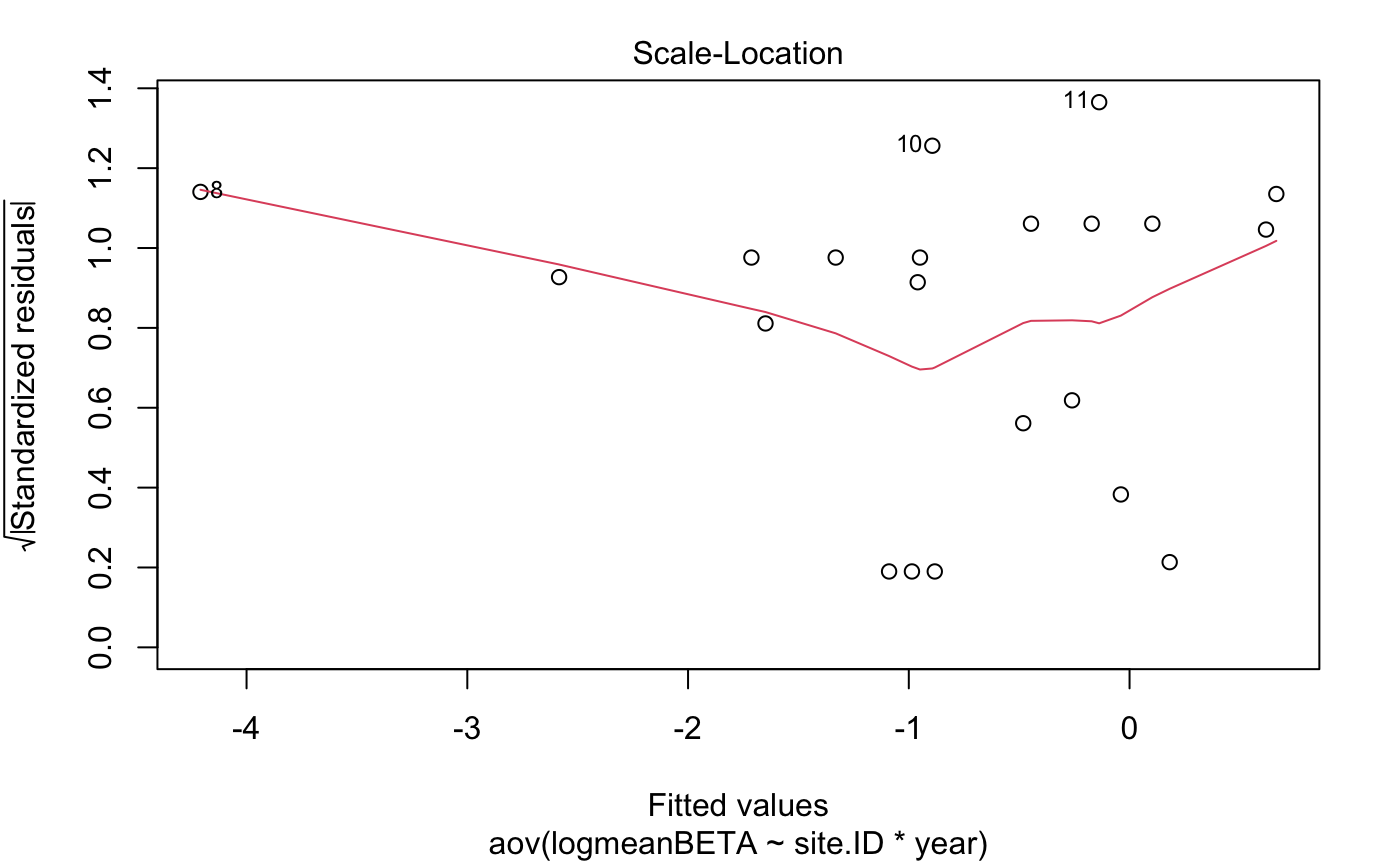 Scale-Location
√|Standardized residuals|
1.4
1.2
1.0
0.8
0.6
0.4
0.2
0.0
11
10
8
-4 -3 -2 -1 0
Fitted values
aov(logmeanBETA ~ site.ID * year)